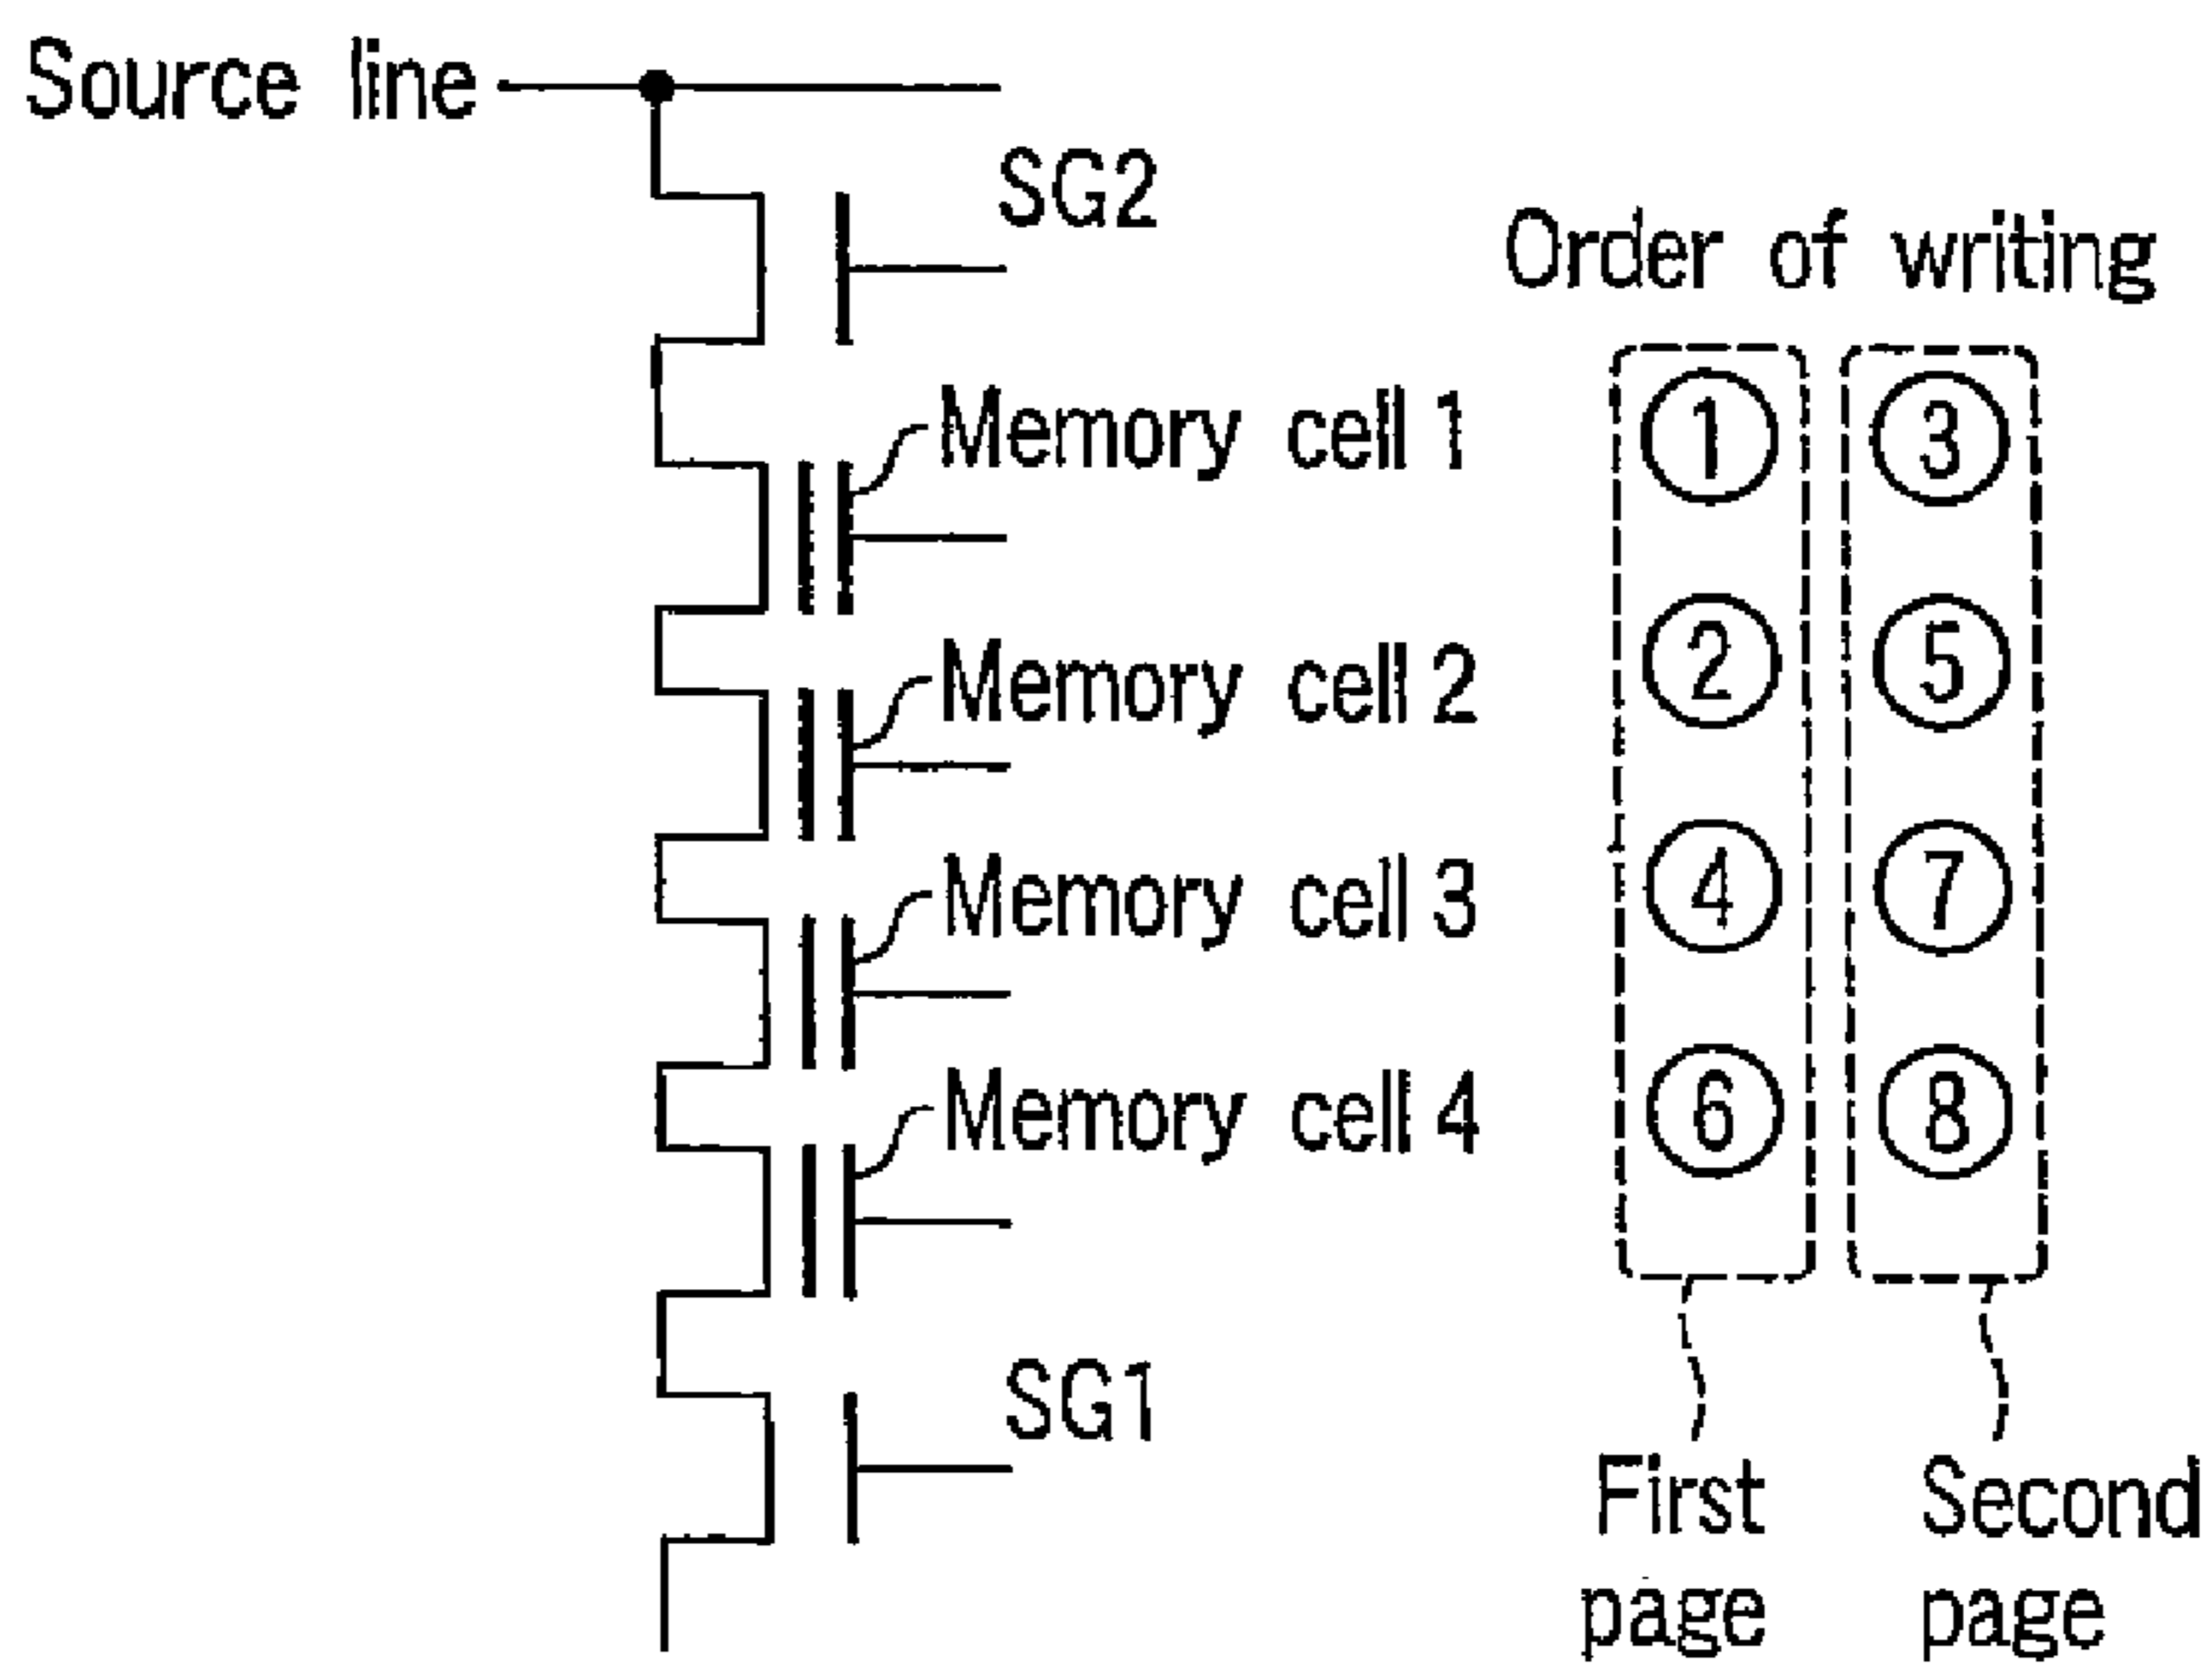 Source line
SG2
Order of writing
Memory cell 1
1 3
Memory cell 2
2 5
Memory cell 3
4 7
Memory cell 4
6 8
SG1
First page
Second page